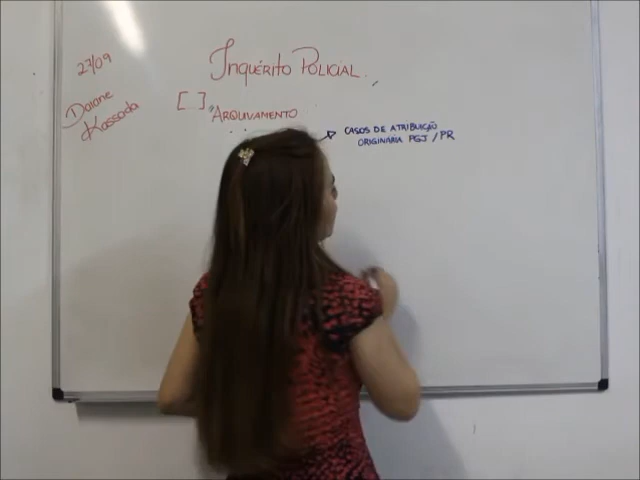 27/09
Daiane
Kassada
Inquérito Policial.
[ ] Arquivamento
Casos de atribuição
originária PGJ / PR